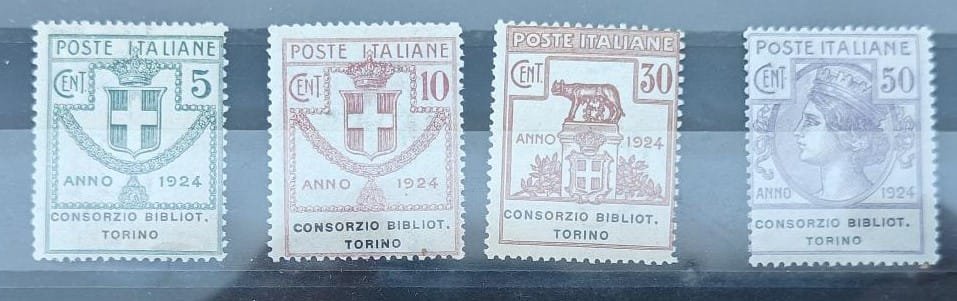 POSTE ITALIANE
CENT. 5
ANNO 1924
CONSORZIO BIBLIOT.
TORINO
POSTE ITALIANE
CENT. 10
ANNO 1924
CONSORZIO BIBLIOT.
TORINO
POSTE ITALIANE
CENT. 30
ANNO 1924
CONSORZIO BIBLIOT.
TORINO
POSTE ITALIANE
CENT. 50
ANNO 1924
CONSORZIO BIBLIOT.
TORINO